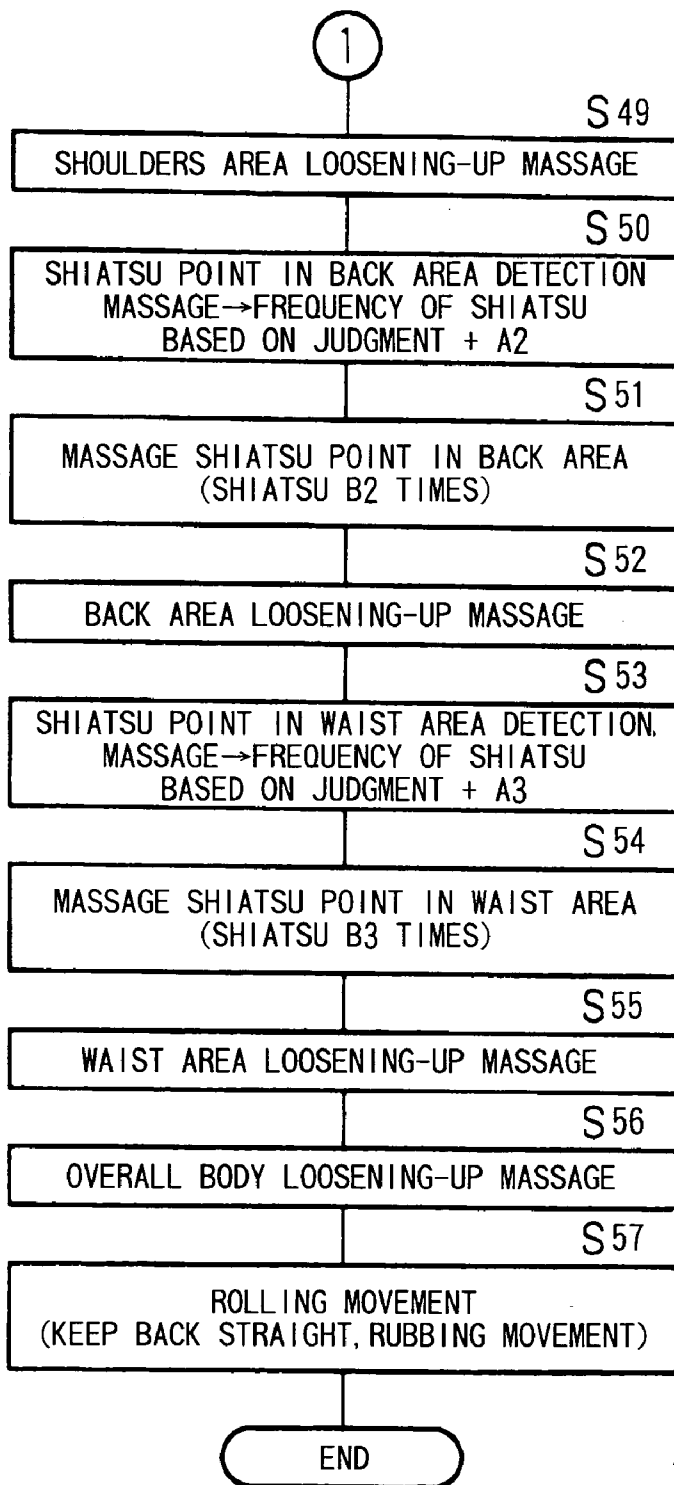 1
S49
SHOULDERS AREA LOOSENING-UP MASSAGE
S50
SHIATSU POINT IN BACK AREA DETECTION
MASSAGE→FREQUENCY OF SHIATSU
BASED ON JUDGMENT + A2
S51
MASSAGE SHIATSU POINT IN BACK AREA
(SHIATSU B2 TIMES)
S52
BACK AREA LOOSENING-UP MASSAGE
S53
SHIATSU POINT IN WAIST AREA DETECTION.
MASSAGE→FREQUENCY OF SHIATSU
BASED ON JUDGMENT + A3
S54
MASSAGE SHIATSU POINT IN WAIST AREA
(SHIATSU B3 TIMES)
S55
WAIST AREA LOOSENING-UP MASSAGE
S56
OVERALL BODY LOOSENING-UP MASSAGE
S57
ROLLING MOVEMENT
(KEEP BACK STRAIGHT, RUBBING MOVEMENT)
END